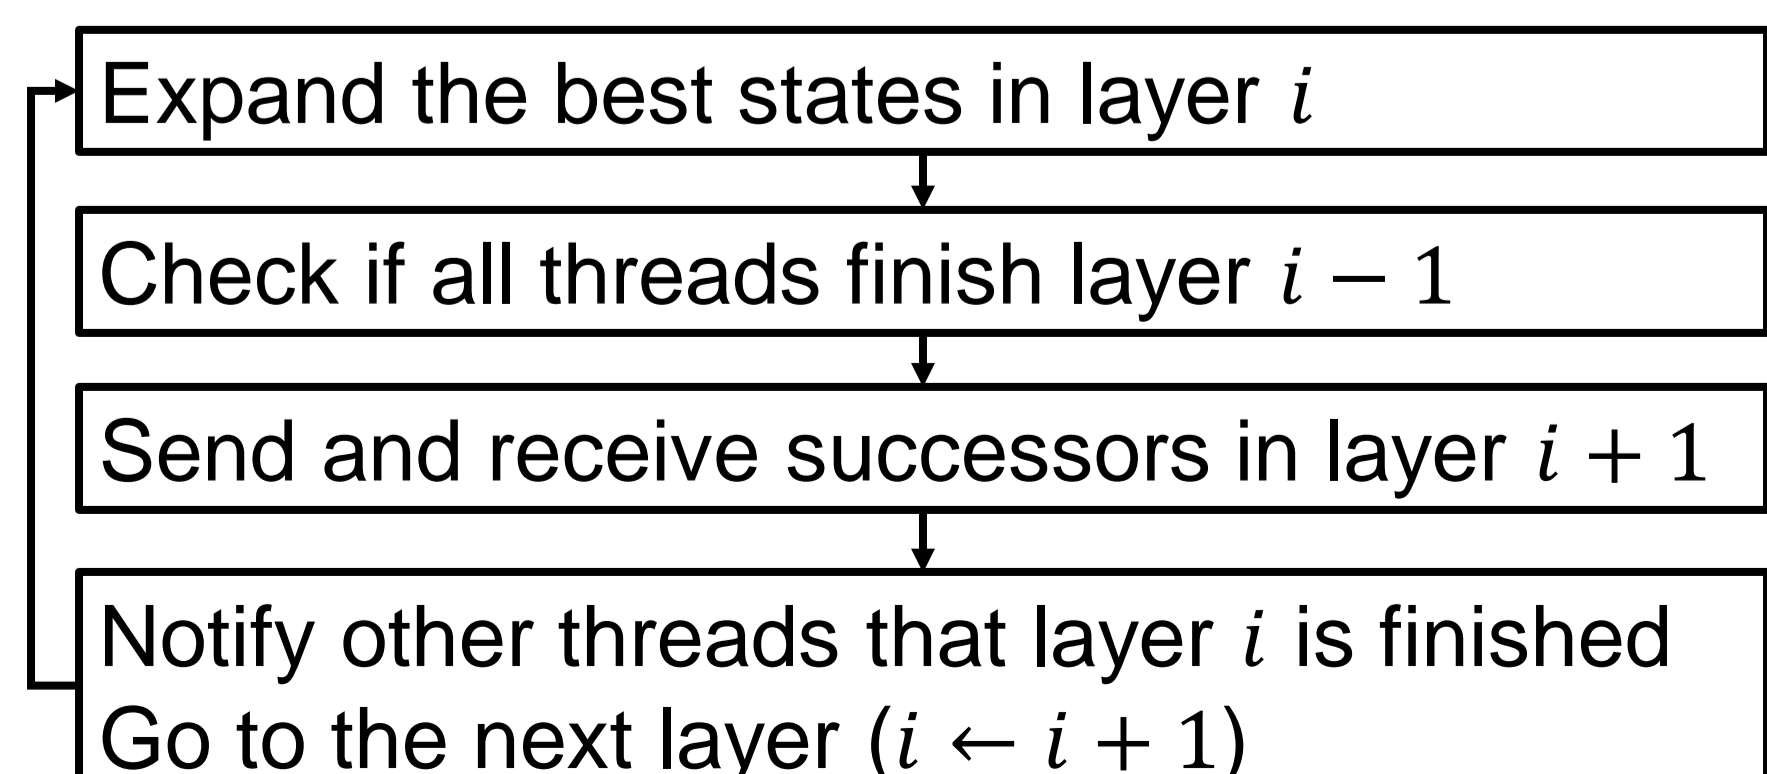 Expand the best states in layer 𝑖
Check if all threads finish layer 𝑖 − 1
Send and receive successors in layer 𝑖 + 1
Notify other threads that layer 𝑖 is finished
Go to the next layer (𝑖 ← 𝑖 + 1)